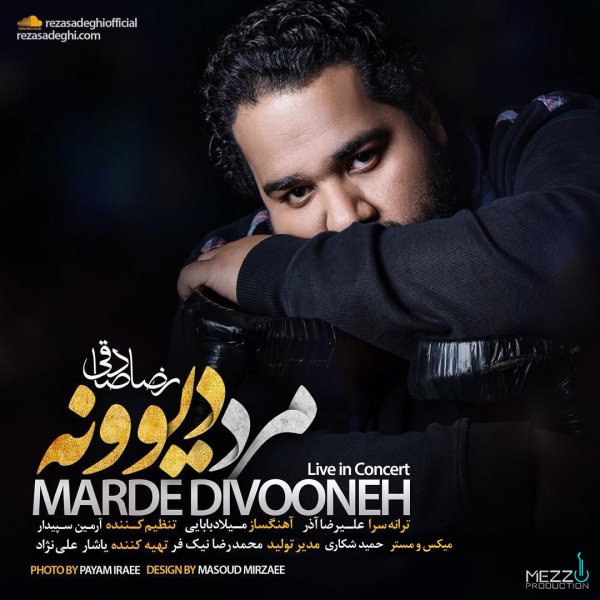 SOUNDCLOUD
rezasadeghiofficial
rezasadeghi.com
رضا صادقی
مرد دیوونه
Live in Concert
MARDE DIVOONEH
ترانه سرا علیرضا آذر آهنگساز میلاد بابایی تنظیم کننده آرمین سپیدار
میکس و مستر حمید شکاری مدیر تولید محمدرضا نیک فر تهیه کننده یاشار علی نژاد
PHOTO BY PAYAM IRAEE DESIGN BY MASOUD MIRZAEE
MEZZO
PRODUCTION